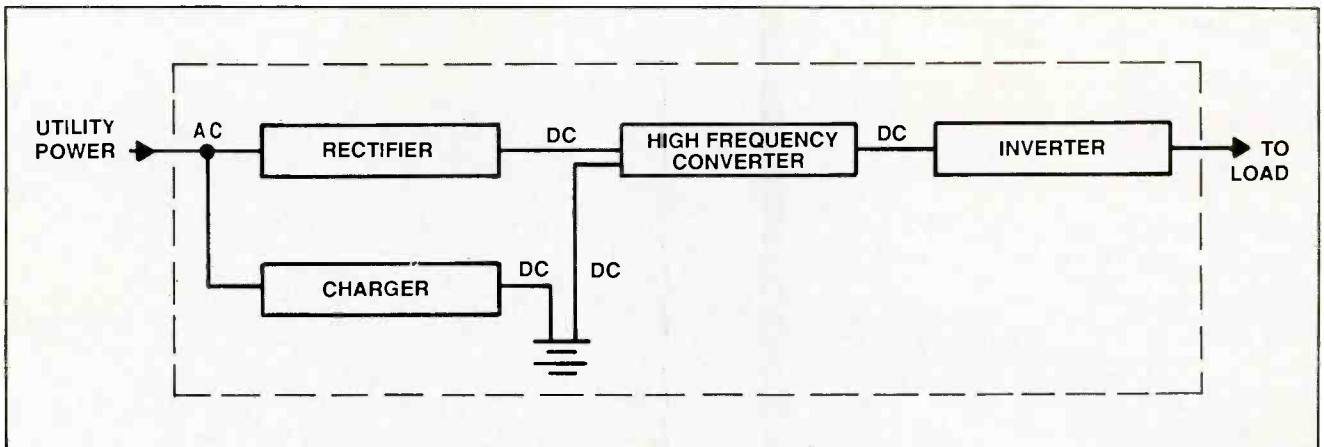 UTILITY
POWER
AC
RECTIFIER
DC
HIGH FREQUENCY
CONVERTER
DC
INVERTER
TO
LOAD
CHARGER
DC
DC